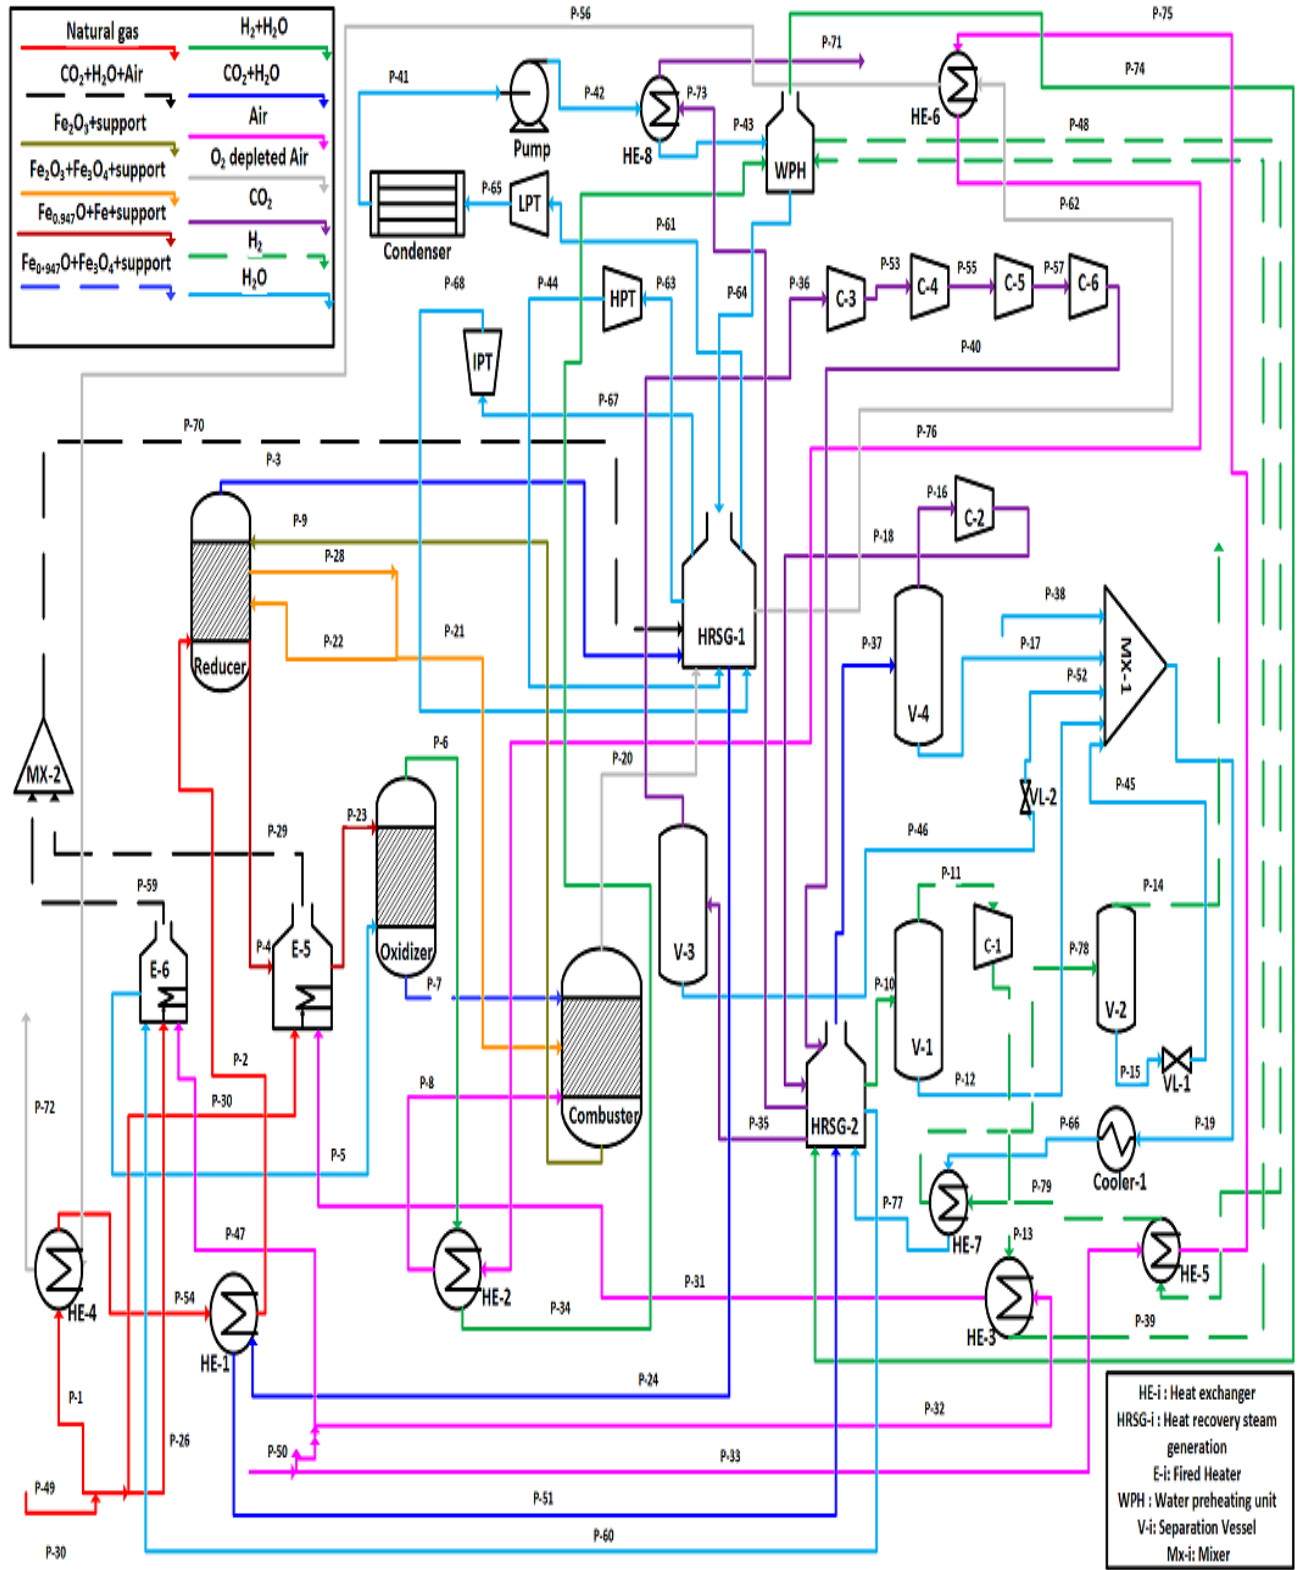 P-56
P-75
Natural gas
H2+H2O
P-71
P-74
CO2+H2O+Air
CO2+H2O
P-41
P-42
P-73
HE-6
Fe2O3+support
Air
Pump
HE-8
P-43
P-48
Fe2O3+Fe3O4+support
O2 depleted Air
WPH
P-65
LPT
Fe0.947O+Fe+support
CO2
P-62
Condenser
P-61
Fe0.947O+Fe3O4+support
H2
H2O
P-68
P-44
HPT
P-63
P-64
P-36
C-3
P-53
C-4
P-55
C-5
P-57
C-6
IPT
P-40
P-67
P-70
P-76
P-3
P-9
P-16
C-2
P-28
P-18
P-22
P-21
HRSG-1
P-38
P-37
P-17
MX-1
Reducer
P-52
V-4
P-6
P-20
MX-2
VL-2
P-45
P-23
P-29
P-46
P-59
P-11
P-14
E-5
P-4
Oxidizer
C-1
E-6
V-3
P-78
P-7
P-10
V-2
V-1
P-2
P-15
VL-1
P-72
P-8
P-12
P-30
Combuster
HRSG-2
P-35
P-66
P-19
P-5
Cooler-1
P-79
P-77
P-47
HE-7
P-13
HE-5
P-31
HE-4
P-54
HE-2
P-34
HE-3
P-39
HE-1
P-24
P-1
P-32
HE-i : Heat exchanger
HRSG-i : Heat recovery steam
generation
P-26
P-50
P-33
E-i: Fired Heater
P-49
P-51
WPH : Water preheating unit
V-i: Separation Vessel
P-60
P-30
Mx-i: Mixer